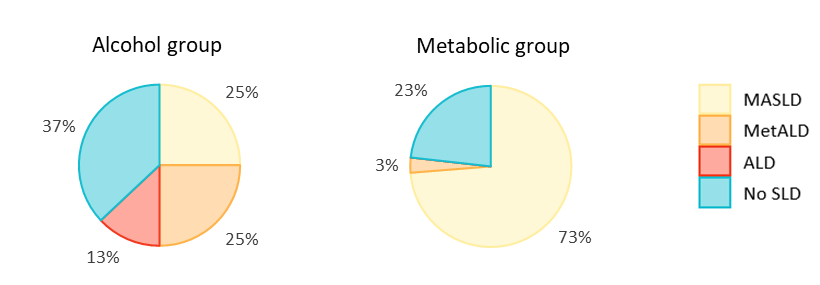 Alcohol group
25%
37%
25%
13%
Metabolic group
23%
3%
73%
MASLD
MetALD
ALD
No SLD